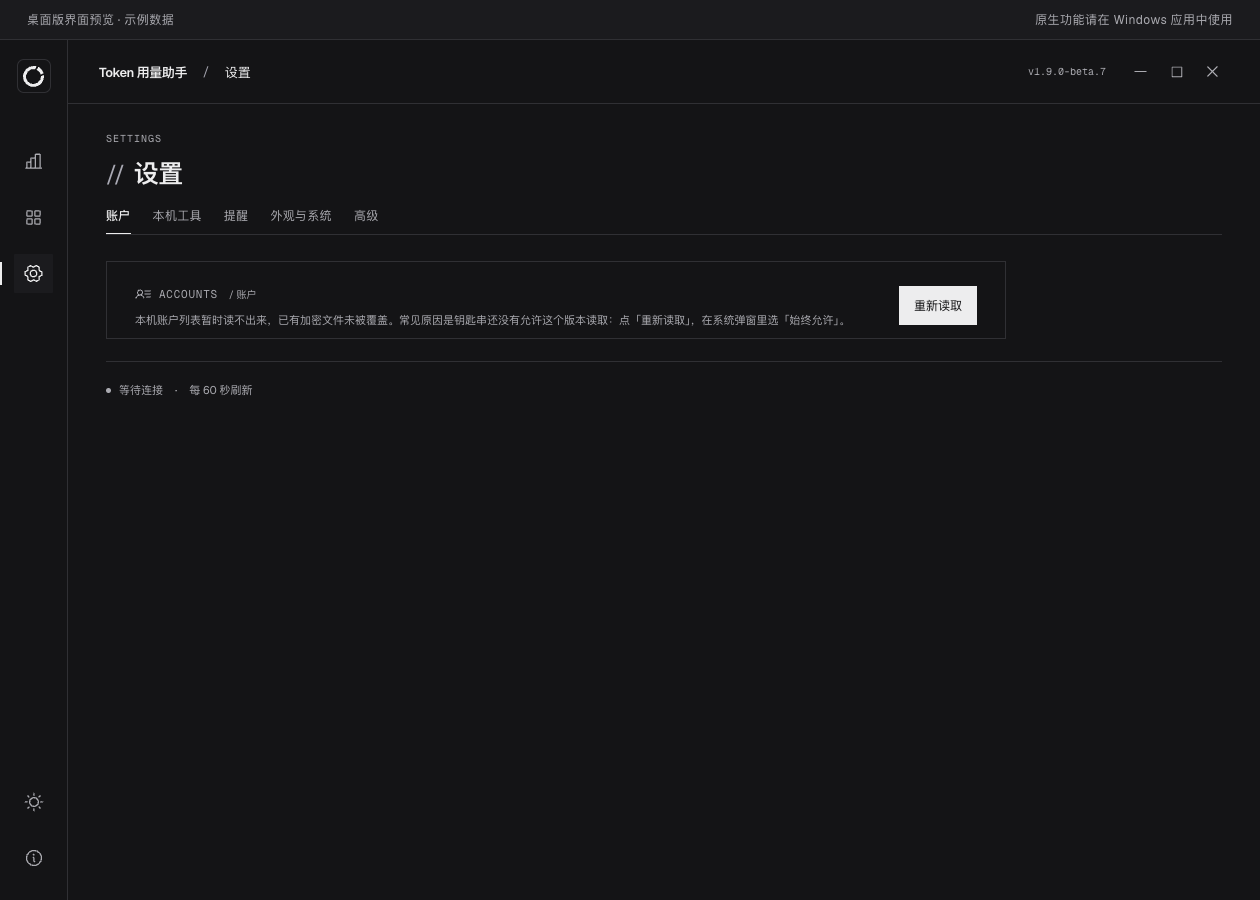 桌面版界面预览 · 示例数据
原生功能请在 Windows 应用中使用
Token 用量助手 / 设置
v1.9.0-beta.7
SETTINGS
// 设置
账户 本机工具 提醒 外观与系统 高级
ACCOUNTS / 账户
本机账户列表暂时读不出来，已有加密文件未被覆盖。常见原因是钥匙串还没有允许这个版本读取：点「重新读取」，在系统弹窗里选「始终允许」。
重新读取
等待连接 · 每 60 秒刷新